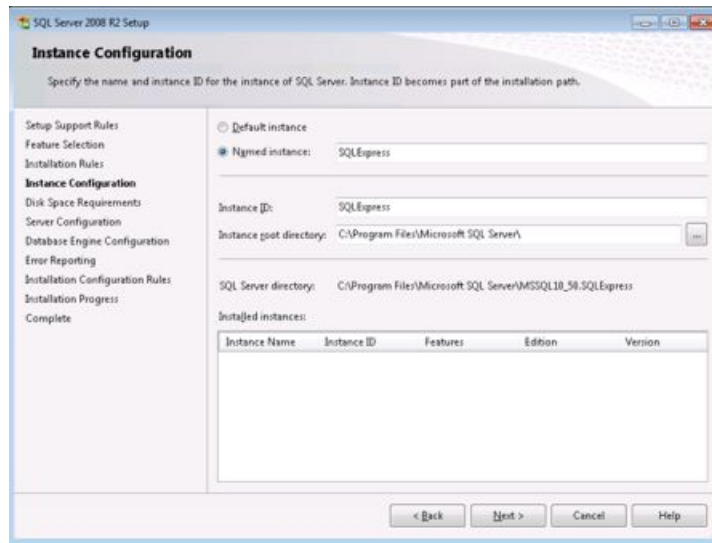 SQL Server 2008 R2 Setup
Instance Configuration
Specify the name and instance ID for the instance of SQL Server. Instance ID becomes part of the installation path.
Setup Support Rules
Feature Selection
Installation Rules
Instance Configuration
Disk Space Requirements
Server Configuration
Database Engine Configuration
Error Reporting
Installation Configuration Rules
Installation Progress
Complete
Default instance
Named instance: SQLExpress
Instance ID: SQLExpress
Instance root directory: C:\Program Files\Microsoft SQL Server\ ...
SQL Server directory: C:\Program Files\Microsoft SQL Server\MSSQL10_50.SQLExpress
Installed instances:
Instance Name Instance ID Features Edition Version
< Back Next > Cancel Help